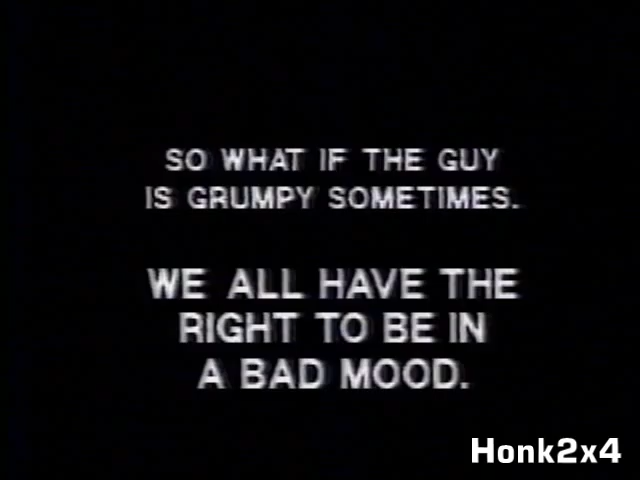 SO WHAT IF THE GUY
IS GRUMPY SOMETIMES.
WE ALL HAVE THE
RIGHT TO BE IN
A BAD MOOD.
Honk2x4